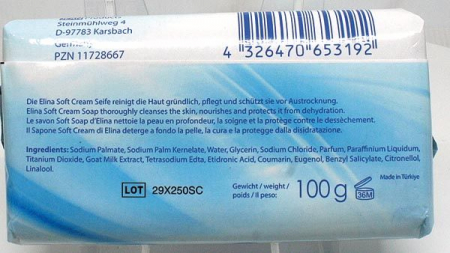 Steinmühlweg 4
D-97783 Karsbach
Germany
PZN 11728667
4 326470 653192
Die Elina Soft Cream Seife reinigt die Haut gründlich, pflegt und schützt sie vor Austrocknung.
Elina Soft Cream Soap thoroughly cleanses the skin, nourishes and protects it from dehydration.
Le savon Soft Soap d'Elina nettoie la peau en profondeur, la soigne et la protège contre le dessèchement.
Il Sapone Soft Cream di Elina deterge a fondo la pelle, la cura e la protegge dalla disidratazione.
Ingredients: Sodium Palmate, Sodium Palm Kernelate, Water, Glycerin, Sodium Chloride, Parfum, Paraffinum Liquidum,
Titanium Dioxide, Goat Milk Extract, Tetrasodium Edta, Etidronic Acid, Coumarin, Eugenol, Benzyl Salicylate, Citronellol,
Linalool.
LOT 29X250SC
Gewicht / weight /
poids / Il peso:
100 g
36M
Made in Türkiye